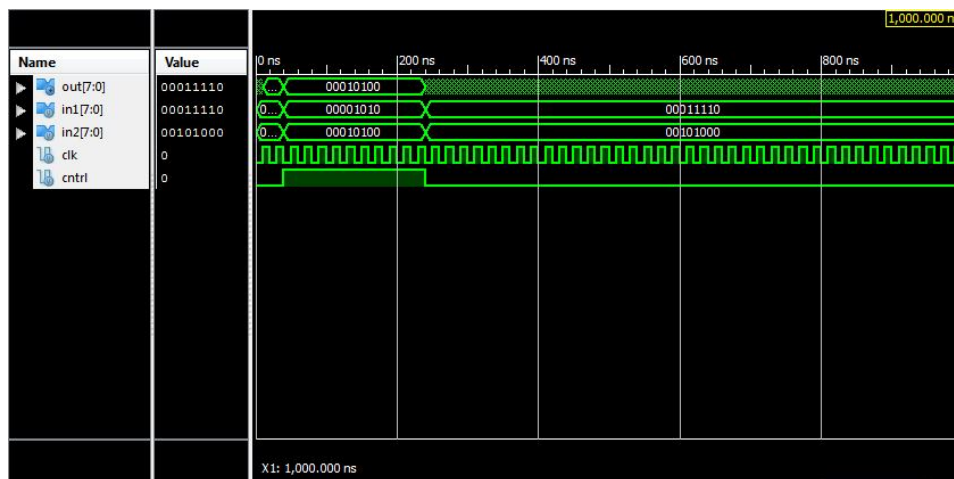 1,000.000 n
Name Value
0 ns 200 ns 400 ns 600 ns 800 ns
out[7:0] 00011110 ... 00010100
in1[7:0] 00011110 0... 00001010 00011110
in2[7:0] 00101000 0... 00010100 00101000
clk 0
cntrl 0
X1: 1,000.000 ns